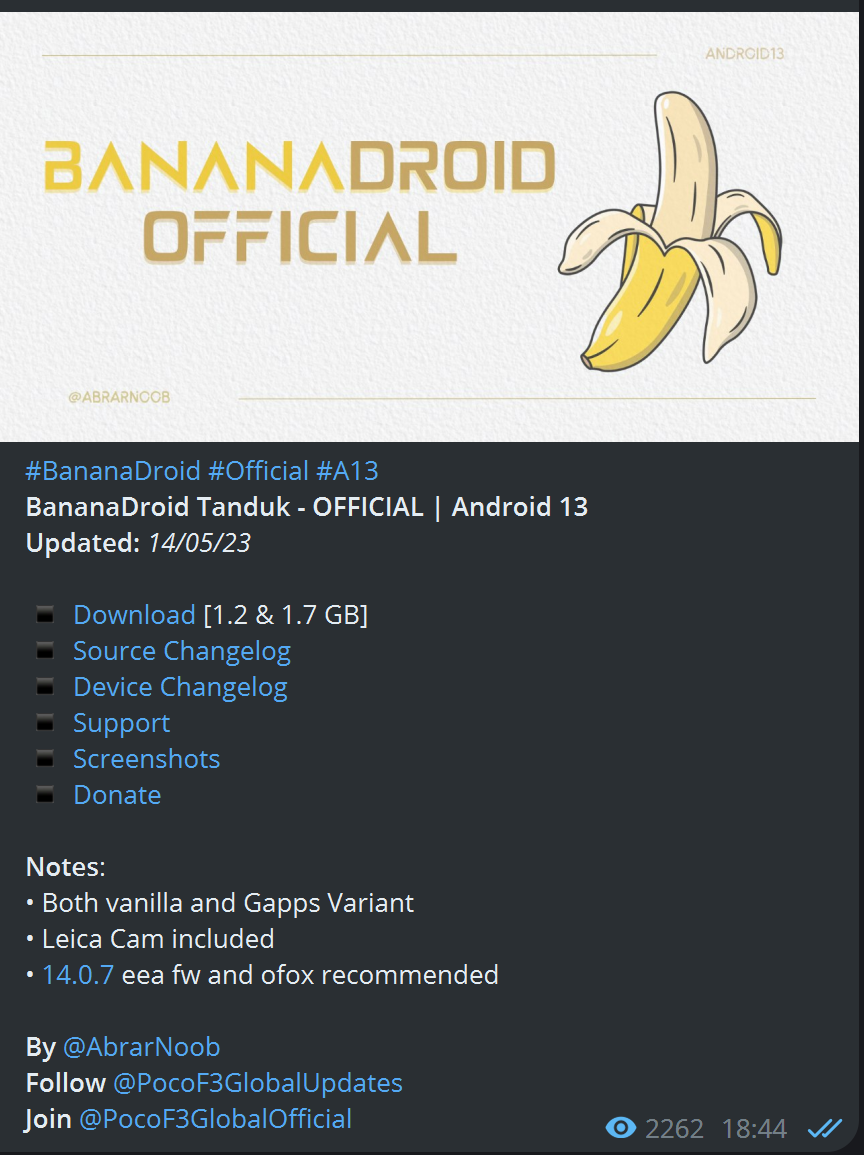 ANDROID13
BANANADROID
OFFICIAL
@ABRARNOOB
#BananaDroid #Official #A13
BananaDroid Tanduk - OFFICIAL | Android 13
Updated: 14/05/23
Download [1.2 & 1.7 GB]
Source Changelog
Device Changelog
Support
Screenshots
Donate
Notes:
• Both vanilla and Gapps Variant
• Leica Cam included
• 14.0.7 eea fw and ofox recommended
By @AbrarNoob
Follow @PocoF3GlobalUpdates
Join @PocoF3GlobalOfficial
2262 18:44